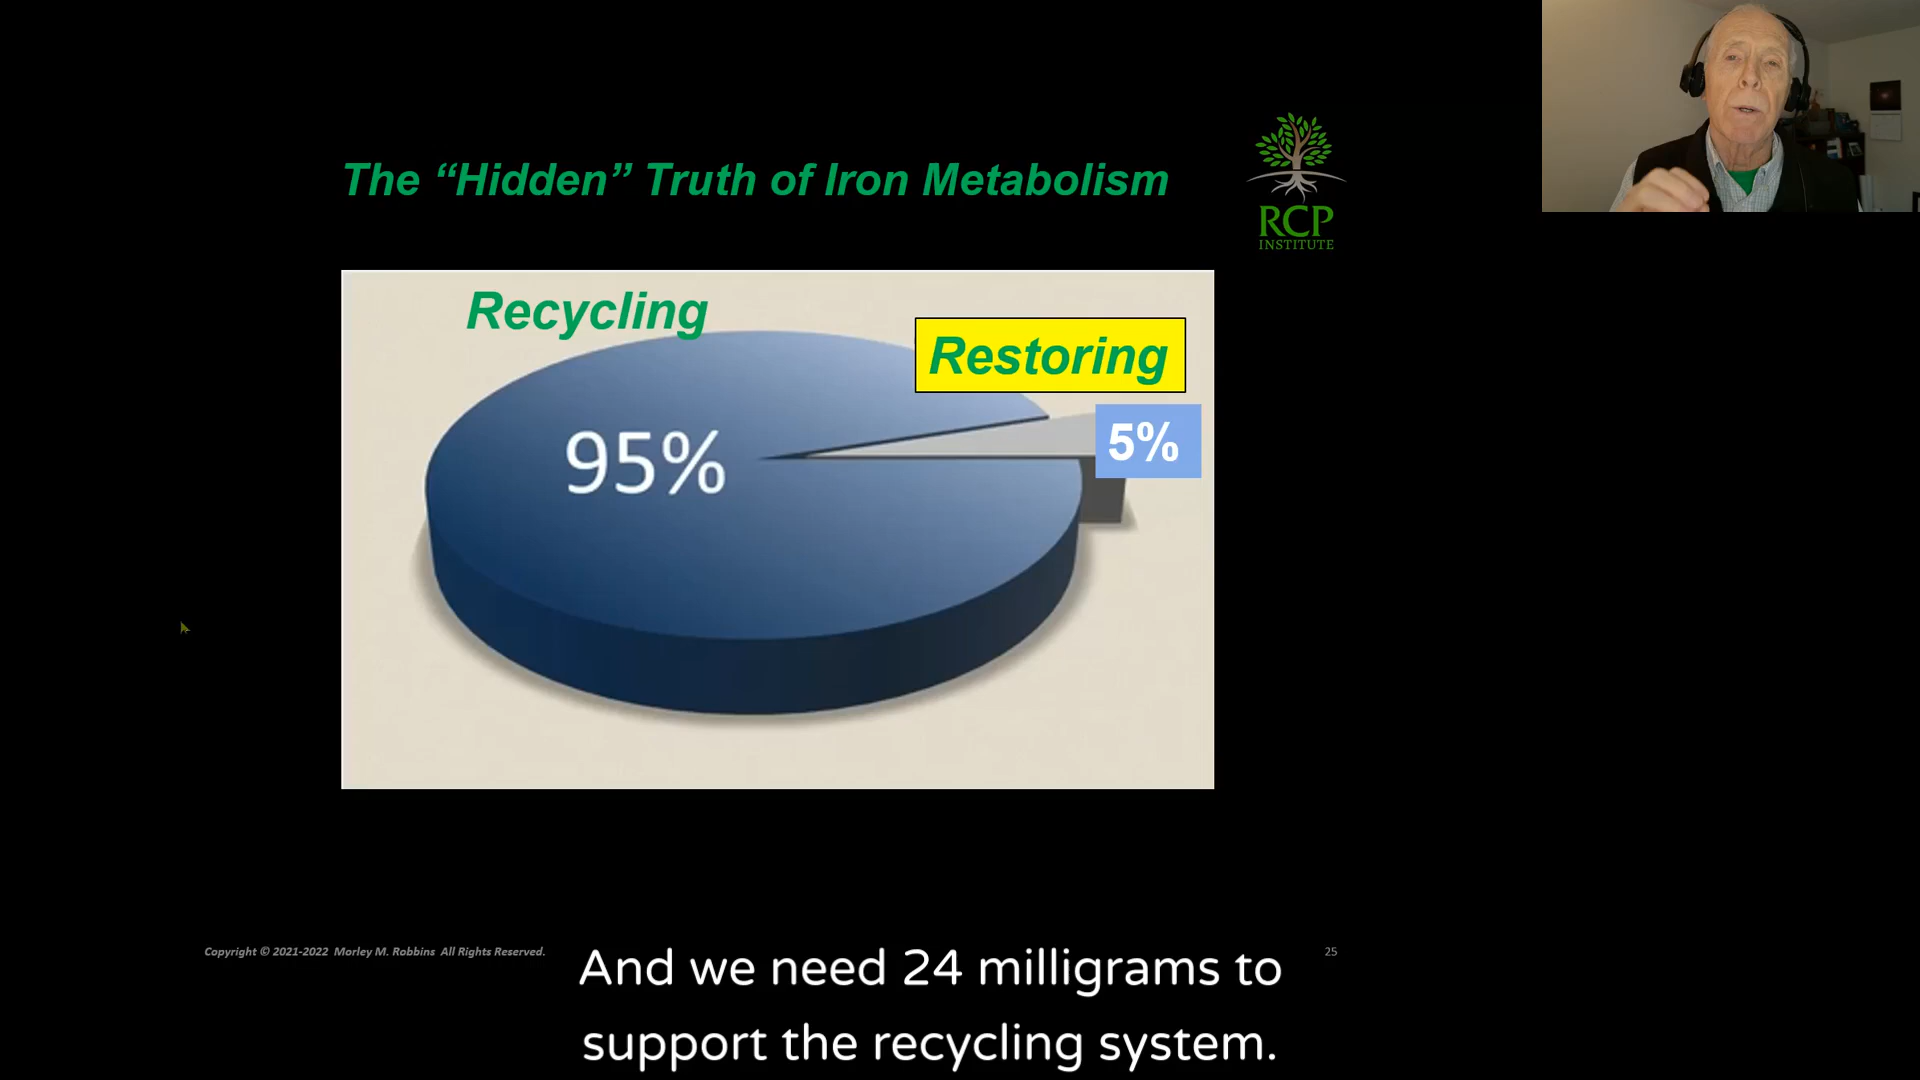 The “Hidden” Truth of Iron Metabolism
RCP
INSTITUTE
Recycling
Restoring
95%
5%
Copyright © 2021-2022 Morley M. Robbins All Rights Reserved.
25
And we need 24 milligrams to
support the recycling system.